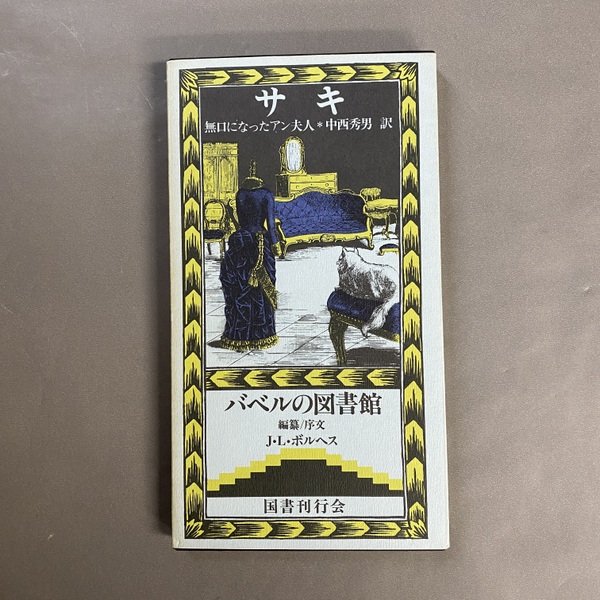 サキ
無口になったアン夫人*中西秀男 訳
バベルの図書館
編纂/序文
J・L・ボルヘス
国書刊行会